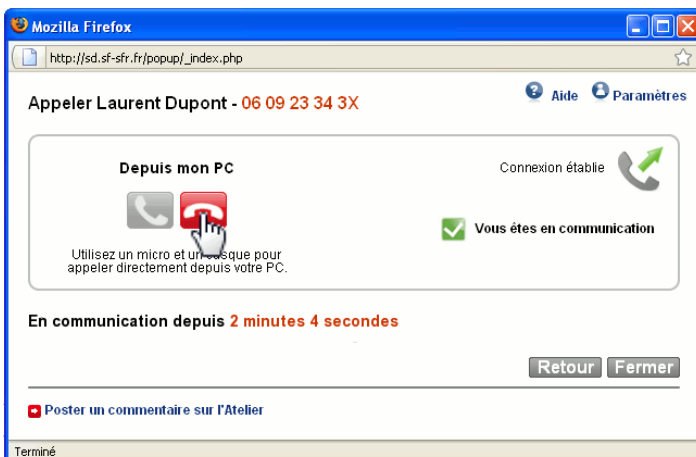 Mozilla Firefox
http://sd.sf-sfr.fr/popup/_index.php
Appeler Laurent Dupont - 06 09 23 34 3X
Aide Paramètres
Depuis mon PC
Connexion établie
Vous êtes en communication
Utilisez un micro et un casque pour
appeler directement depuis votre PC.
En communication depuis 2 minutes 4 secondes
Retour Fermer
Poster un commentaire sur l'Atelier
Terminé